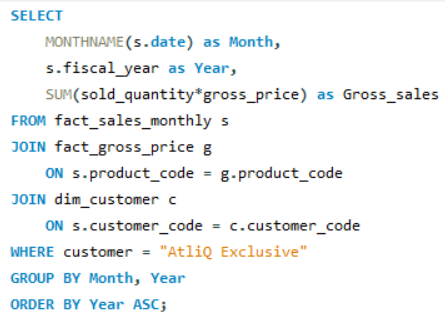 SELECT
MONTHNAME(s.date) as Month,
s.fiscal_year as Year,
SUM(sold_quantity*gross_price) as Gross_sales
FROM fact_sales_monthly s
JOIN fact_gross_price g
ON s.product_code = g.product_code
JOIN dim_customer c
ON s.customer_code = c.customer_code
WHERE customer = "AtliQ Exclusive"
GROUP BY Month, Year
ORDER BY Year ASC;